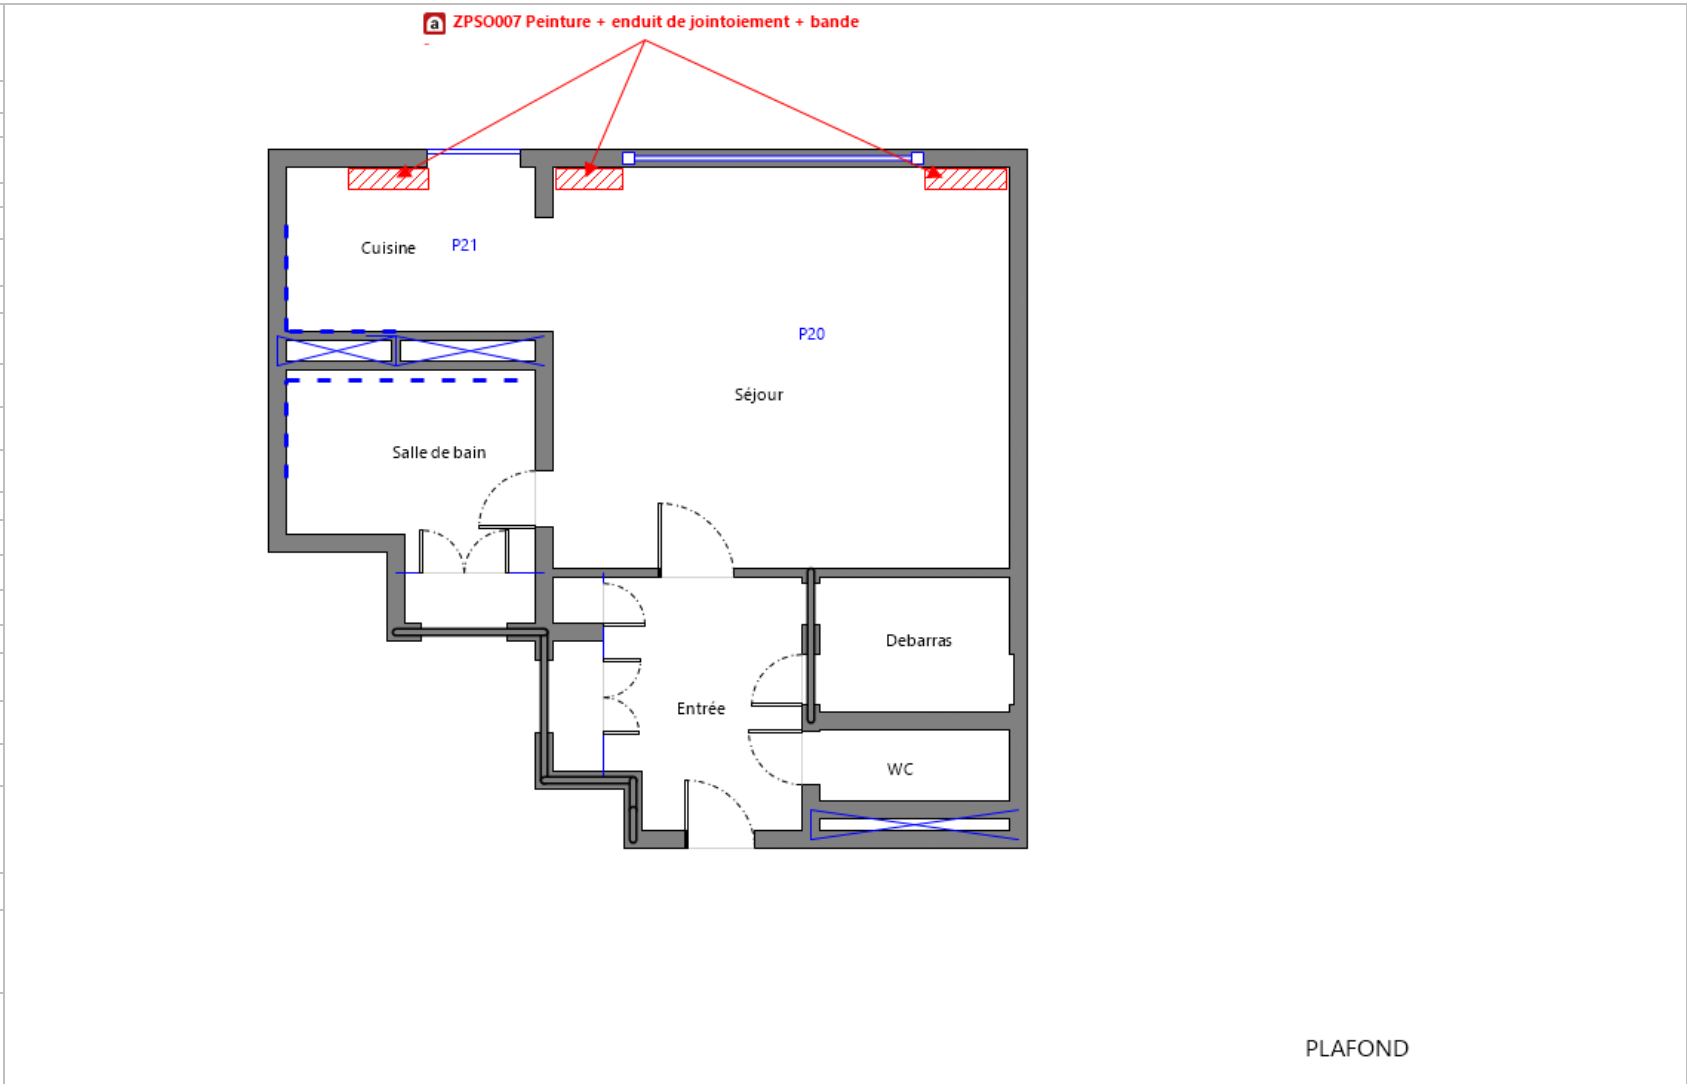 a ZPSO007 Peinture + enduit de jointoiement + bande
-
Cuisine P21
P20
Séjour
Salle de bain
Debarras
Entrée
WC
PLAFOND